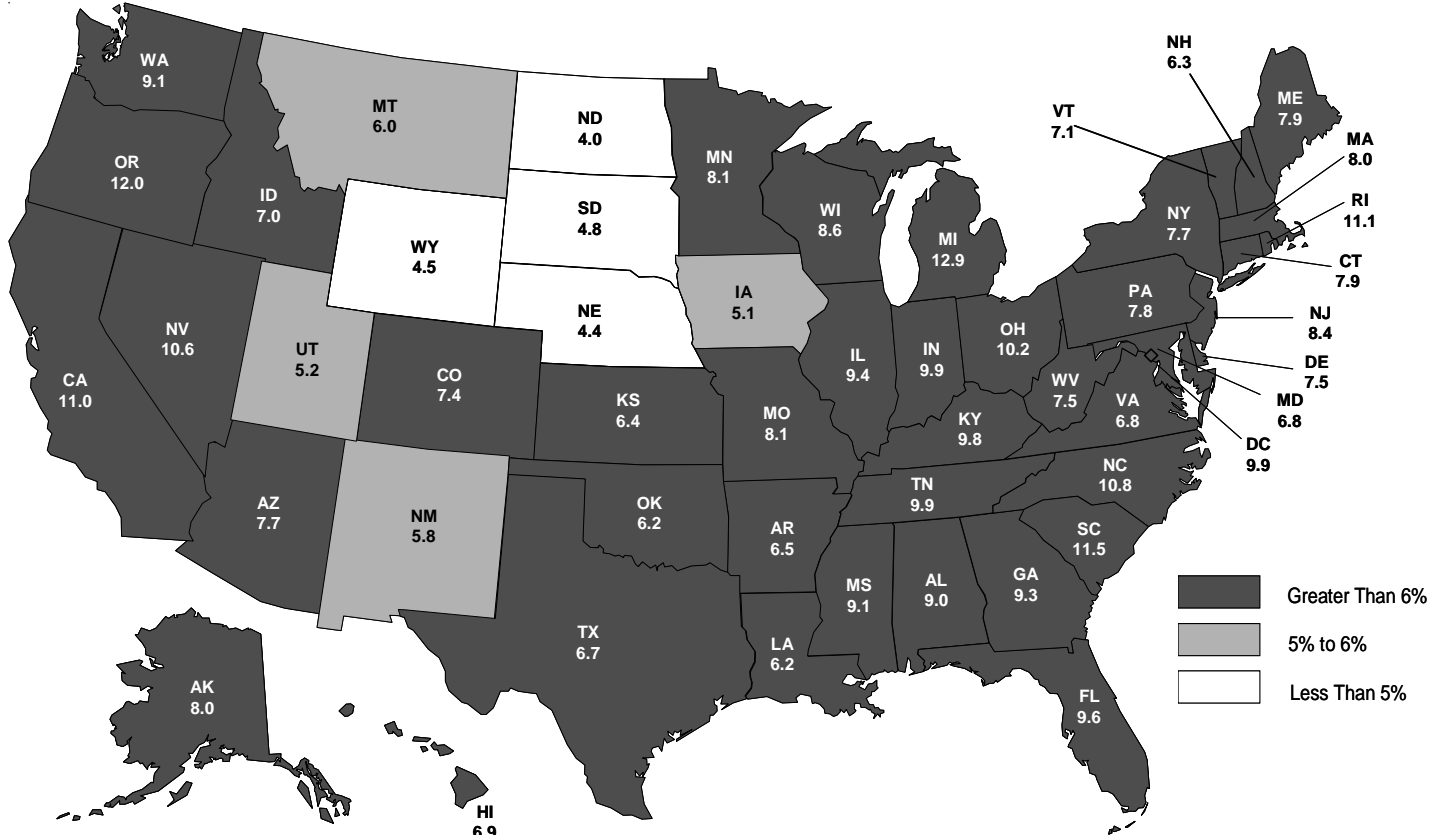 WA
9.1
MT
6.0
ND
4.0
MN
8.1
OR
12.0
ID
7.0
WY
4.5
SD
4.8
WI
8.6
MI
12.9
NY
7.7
VT
7.1
NH
6.3
ME
7.9
MA
8.0
RI
11.1
CT
7.9
NJ
8.4
DE
7.5
MD
6.8
DC
9.9
CA
11.0
NV
10.6
UT
5.2
CO
7.4
NE
4.4
IA
5.1
IL
9.4
IN
9.9
OH
10.2
PA
7.8
WV
7.5
VA
6.8
KS
6.4
MO
8.1
KY
9.8
NC
10.8
AZ
7.7
NM
5.8
OK
6.2
AR
6.5
TN
9.9
SC
11.5
TX
6.7
LA
6.2
MS
9.1
AL
9.0
GA
9.3
FL
9.6
AK
8.0
HI
6.9
Greater Than 6%
5% to 6%
Less Than 5%